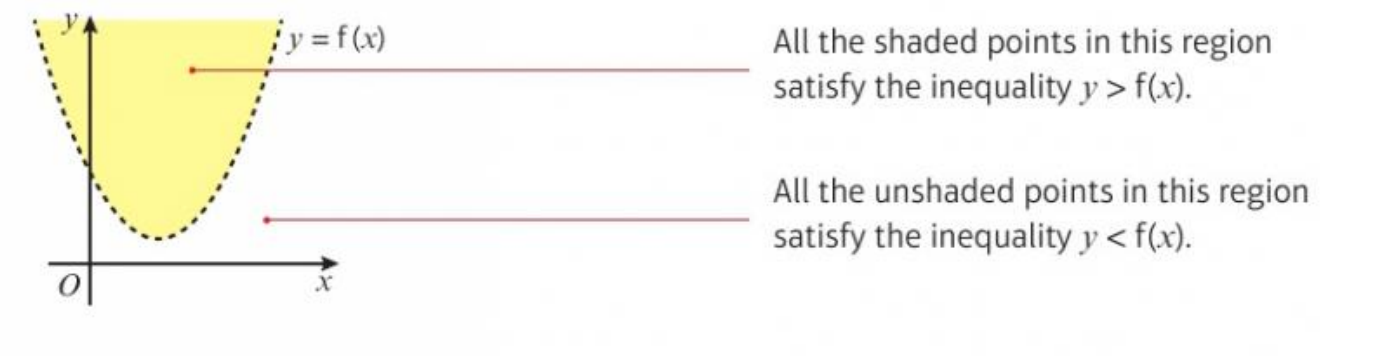 y
y = f(x)
O
x
All the shaded points in this region
satisfy the inequality y > f(x).
All the unshaded points in this region
satisfy the inequality y < f(x).